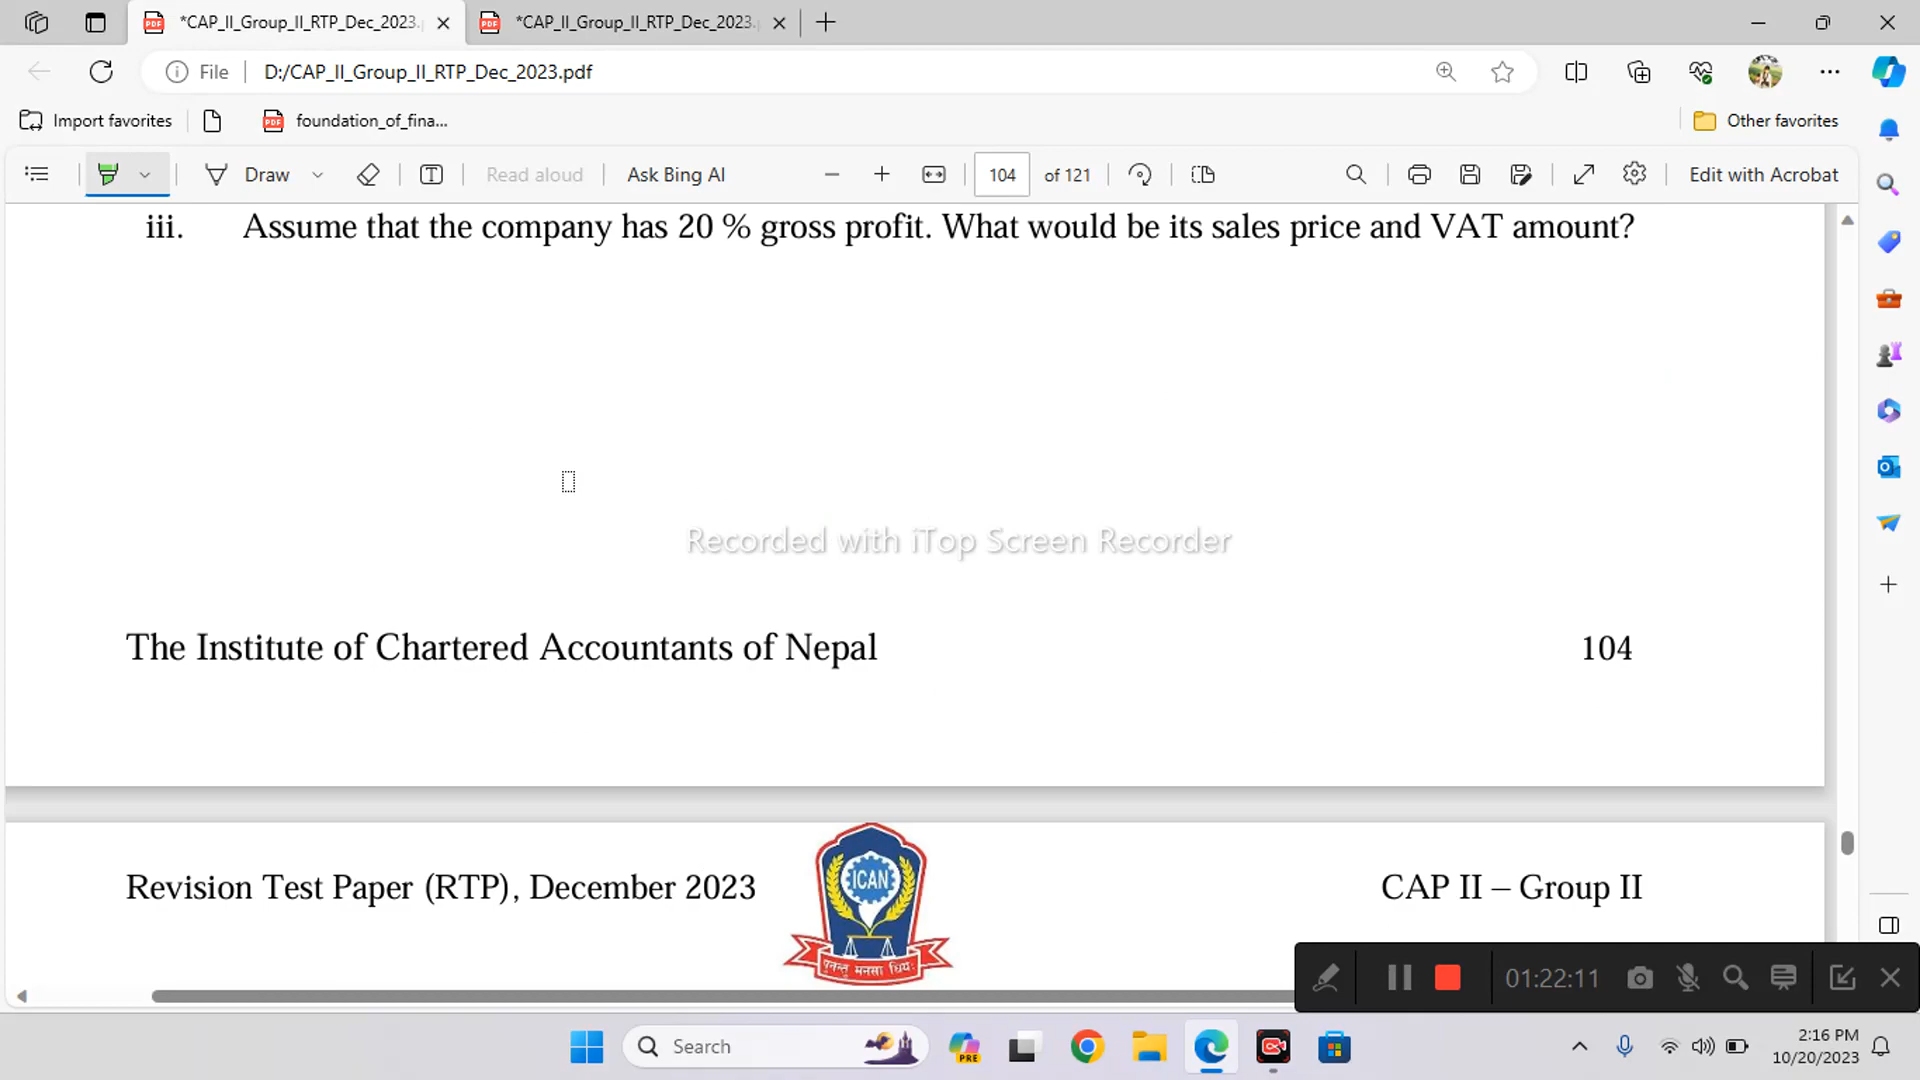 *CAP_II_Group_II_RTP_Dec_2023.
*CAP_II_Group_II_RTP_Dec_2023.
File
D:/CAP_II_Group_II_RTP_Dec_2023.pdf
Import favorites
foundation_of_fina...
Other favorites
Draw
Read aloud
Ask Bing AI
104
of 121
Edit with Acrobat
iii. Assume that the company has 20 % gross profit. What would be its sales price and VAT amount?
Recorded with iTop Screen Recorder
The Institute of Chartered Accountants of Nepal 104
Revision Test Paper (RTP), December 2023
ICAN
पुनन्तु मनसा धियः
CAP II – Group II
01:22:11
Search
PRE
2:16 PM
10/20/2023